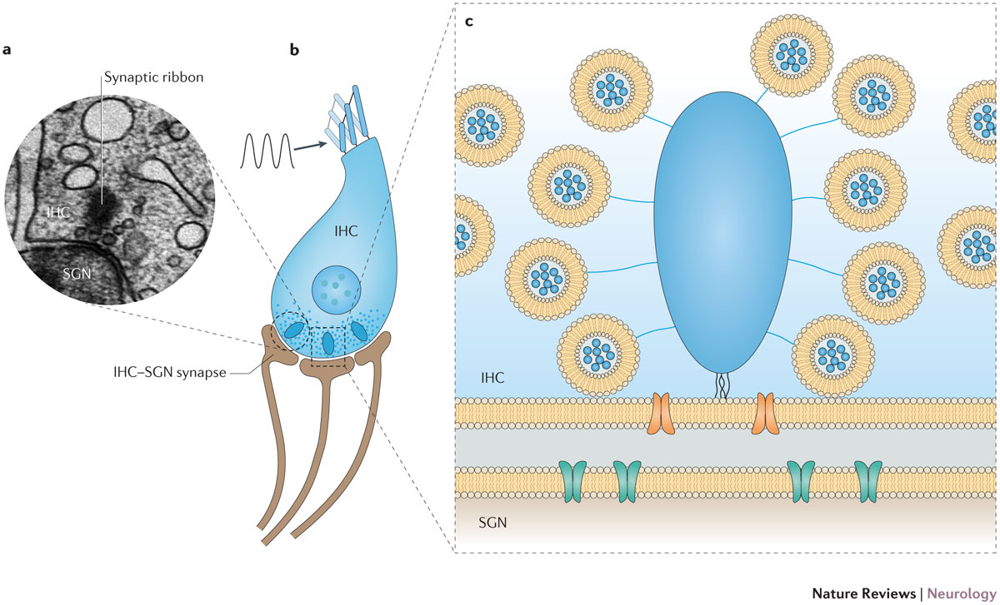 a
Synaptic ribbon
IHC
SGN
b
IHC
IHC–SGN synapse
c
IHC
SGN
Nature Reviews | Neurology